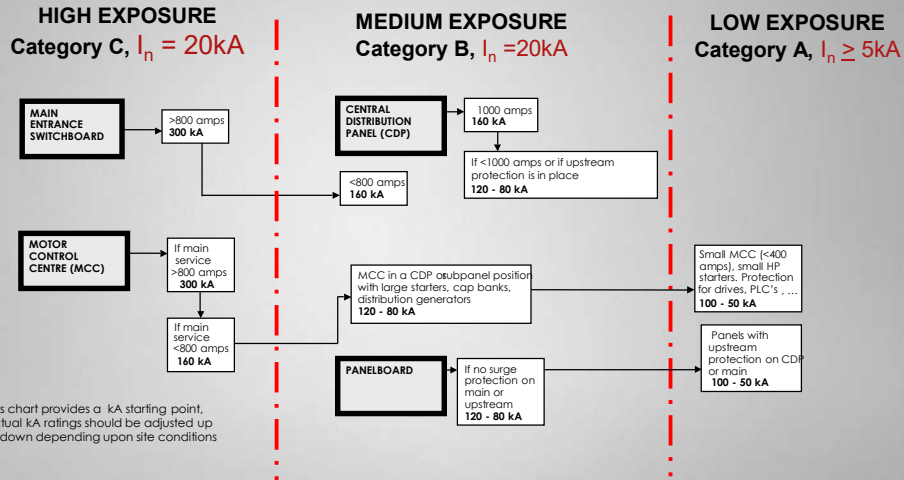 HIGH EXPOSURE
Category C, In = 20kA
MEDIUM EXPOSURE
Category B, In =20kA
LOW EXPOSURE
Category A, In ≥ 5kA
MAIN
ENTRANCE
SWITCHBOARD
>800 amps
300 kA
<800 amps
160 kA
CENTRAL
DISTRIBUTION
PANEL (CDP)
1000 amps
160 kA
If <1000 amps or if upstream
protection is in place
120 - 80 kA
MOTOR
CONTROL
CENTRE (MCC)
If main
service
>800 amps
300 kA
If main
service
<800 amps
160 kA
MCC in a CDP or subpanel position
with large starters, cap banks,
distribution generators
120 - 80 kA
Small MCC (<400
amps), small HP
starters. Protection
for drives, PLC's , …
100 - 50 kA
PANELBOARD
If no surge
protection on
main or
upstream
120 - 80 kA
Panels with
upstream
protection on CDP
or main
100 - 50 kA
s chart provides a kA starting point,
ctual kA ratings should be adjusted up
down depending upon site conditions